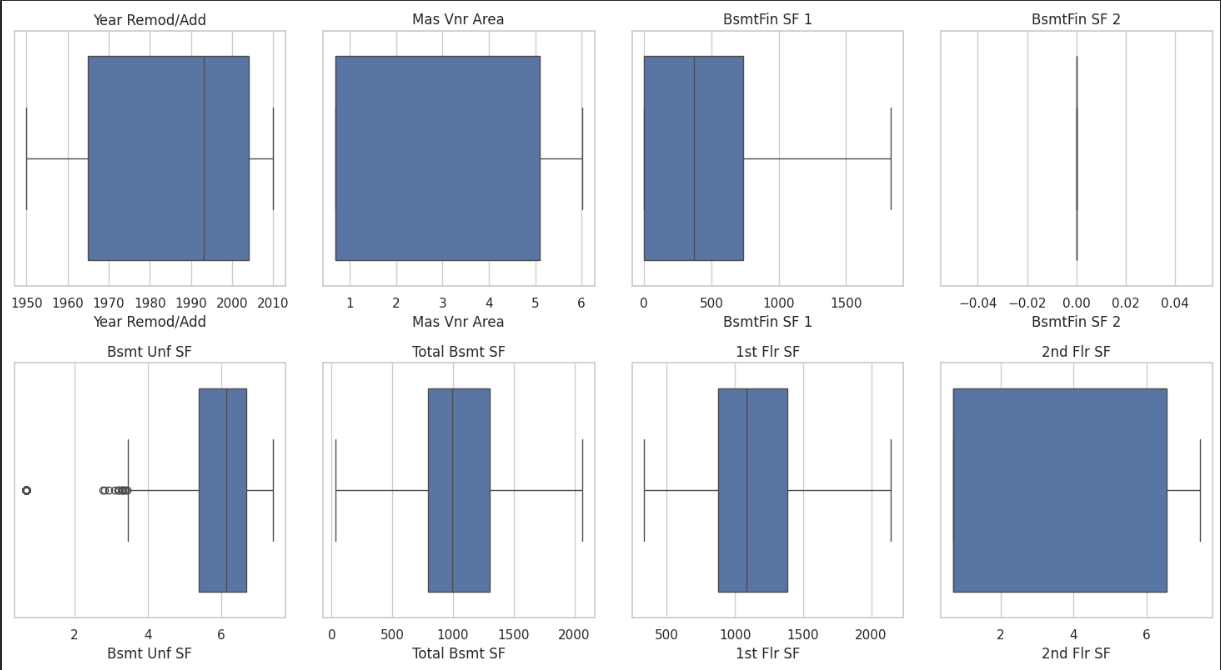 Year Remod/Add Mas Vnr Area BsmtFin SF 1 BsmtFin SF 2
1950 1960 1970 1980 1990 2000 2010 1 2 3 4 5 6 0 500 1000 1500 −0.04 −0.02 0.00 0.02 0.04
Year Remod/Add Mas Vnr Area BsmtFin SF 1 BsmtFin SF 2
Bsmt Unf SF Total Bsmt SF 1st Flr SF 2nd Flr SF
2 4 6 0 500 1000 1500 2000 500 1000 1500 2000 2 4 6
Bsmt Unf SF Total Bsmt SF 1st Flr SF 2nd Flr SF